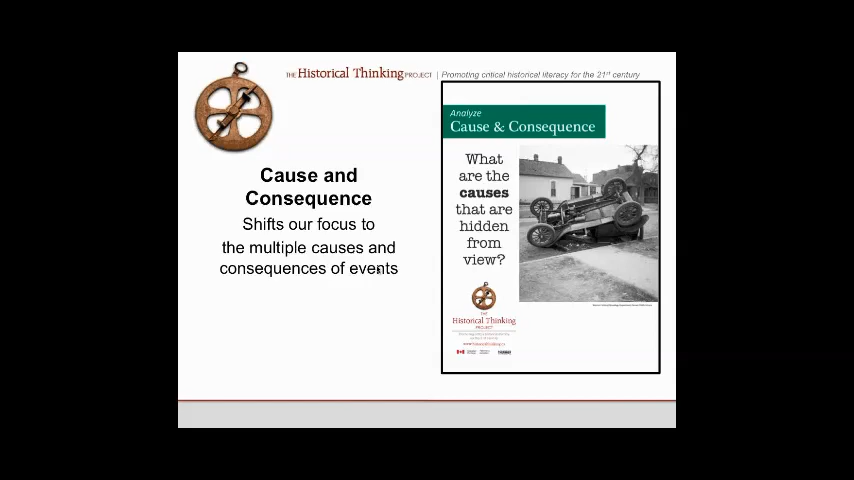 THE Historical Thinking PROJECT | Promoting critical historical literacy for the 21st century
Analyze
Cause & Consequence
Cause and
Consequence
Shifts our focus to
the multiple causes and
consequences of events
What
are the
causes
that are
hidden
from
view?
THE
Historical Thinking
PROJECT